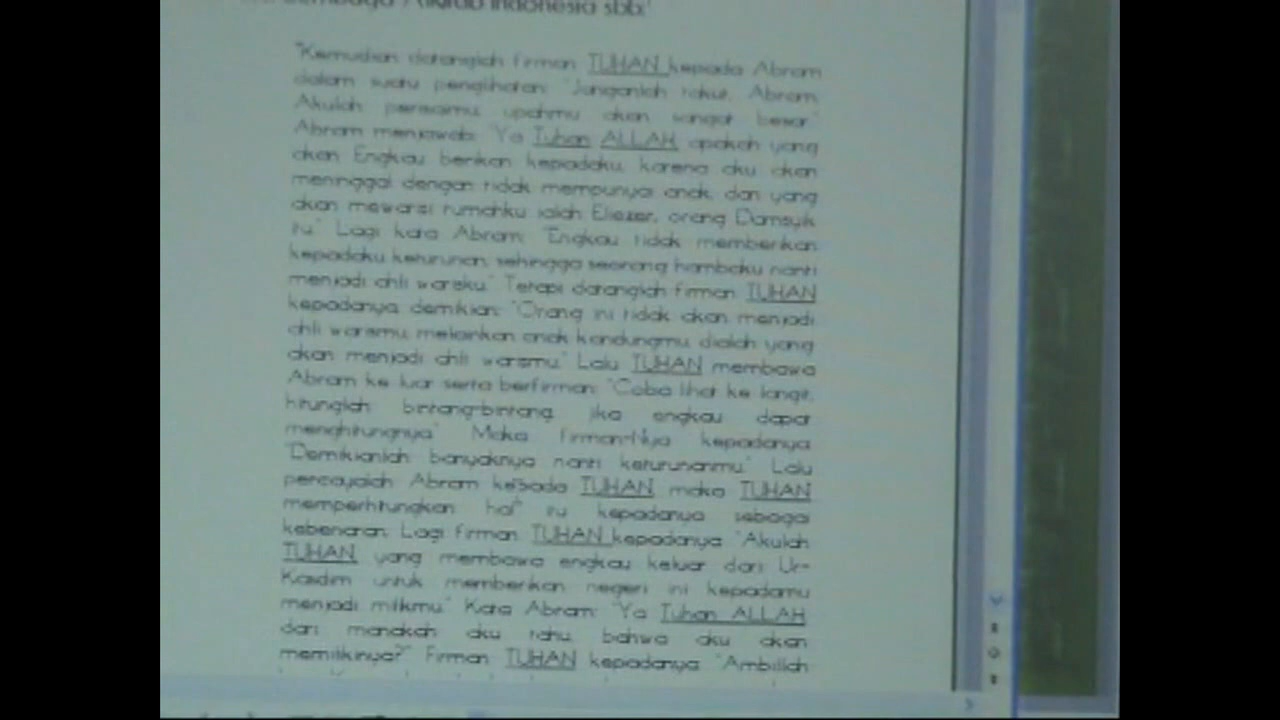 Indonesia sbb:
"Kemudian datanglah firman TUHAN kepada Abram
dalam suatu penglihatan: "Janganlah takut, Abram,
Akulah perisaimu; upahmu akan sangat besar."
Abram menjawab: "Ya Tuhan ALLAH, apakah yang
akan Engkau berikan kepadaku, karena aku akan
meninggal dengan tidak mempunyai anak, dan yang
akan mewarisi rumahku ialah Eliezer, orang Damsyik
itu." Lagi kata Abram: "Engkau tidak memberikan
kepadaku keturunan, sehingga seorang hambaku nanti
menjadi ahli warisku." Tetapi datanglah firman TUHAN
kepadanya, demikian: "Orang ini tidak akan menjadi
ahli warismu, melainkan anak kandungmu, dialah yang
akan menjadi ahli warismu." Lalu TUHAN membawa
Abram ke luar serta berfirman: "Coba lihat ke langit,
hitunglah bintang-bintang, jika engkau dapat
menghitungnya." Maka firman-Nya kepadanya:
"Demikianlah banyaknya nanti keturunanmu." Lalu
percayalah Abram kepada TUHAN, maka TUHAN
memperhitungkan hal itu kepadanya sebagai
kebenaran. Lagi firman TUHAN kepadanya: "Akulah
TUHAN, yang membawa engkau keluar dari Ur-
Kasdim untuk memberikan negeri ini kepadamu
menjadi milikmu." Kata Abram: "Ya Tuhan ALLAH,
dari manakah aku tahu, bahwa aku akan
memilikinya?" Firman TUHAN kepadanya: "Ambillah